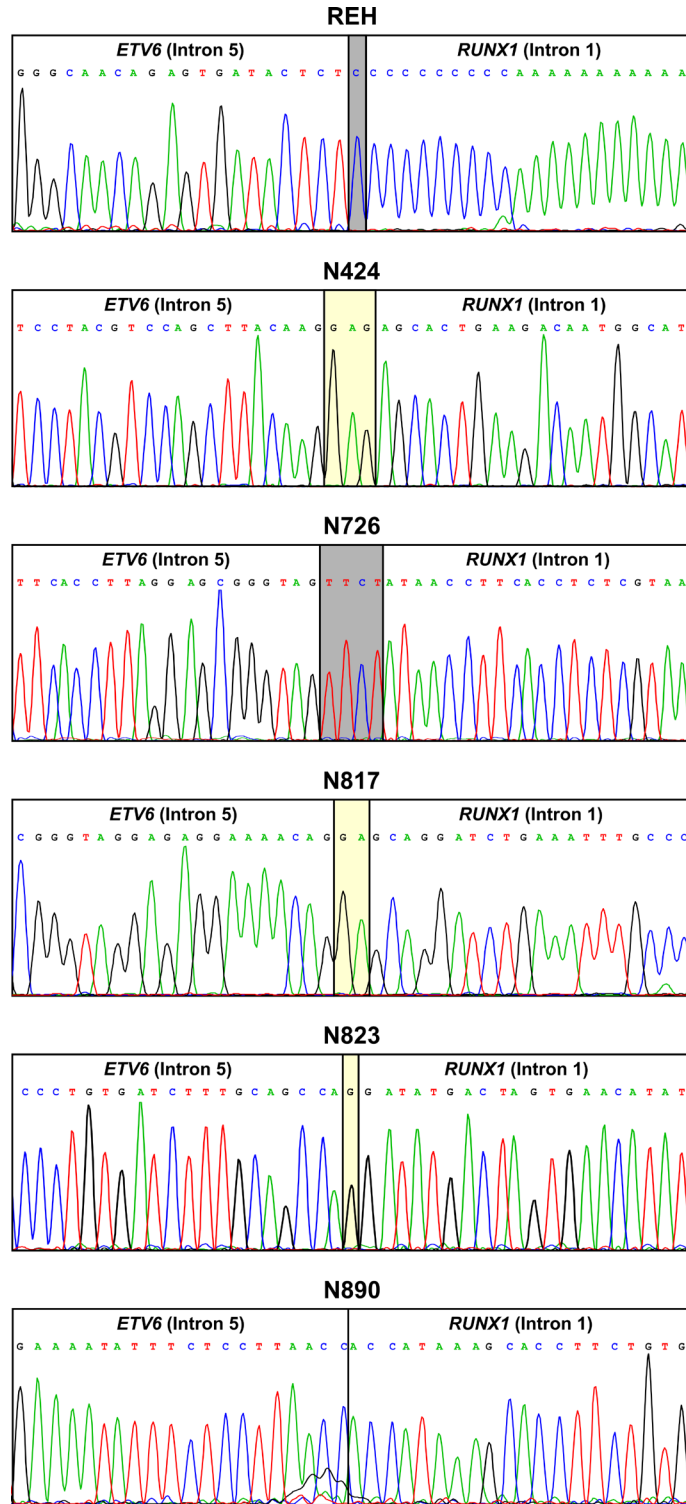 REH
ETV6 (Intron 5) RUNX1 (Intron 1)
G G G C A A C A G A G T G A T A C T C T C C C C C C C C C C A A A A A A A A A A A
N424
ETV6 (Intron 5) RUNX1 (Intron 1)
T C C T A C G T C C A G C T T A C A A G G A G A G C A C T G A A G A C A A T G G C A T
N726
ETV6 (Intron 5) RUNX1 (Intron 1)
T T C A C C T T A G G A G C G G G T A G T T C T A T A A C C T T C A C C T C T C G T A A
N817
ETV6 (Intron 5) RUNX1 (Intron 1)
C G G G T A G G A G A G G A A A A C A G G A G C A G G A T C T G A A A T T T G C C C
N823
ETV6 (Intron 5) RUNX1 (Intron 1)
C C C T G T G A T C T T T G C A G C C A G G A T A T G A C T A G T G A A C A T A T
N890
ETV6 (Intron 5) RUNX1 (Intron 1)
G A A A A T A T T T C T C C T T A A C C A C C A T A A A G C A C C T T C T G T G